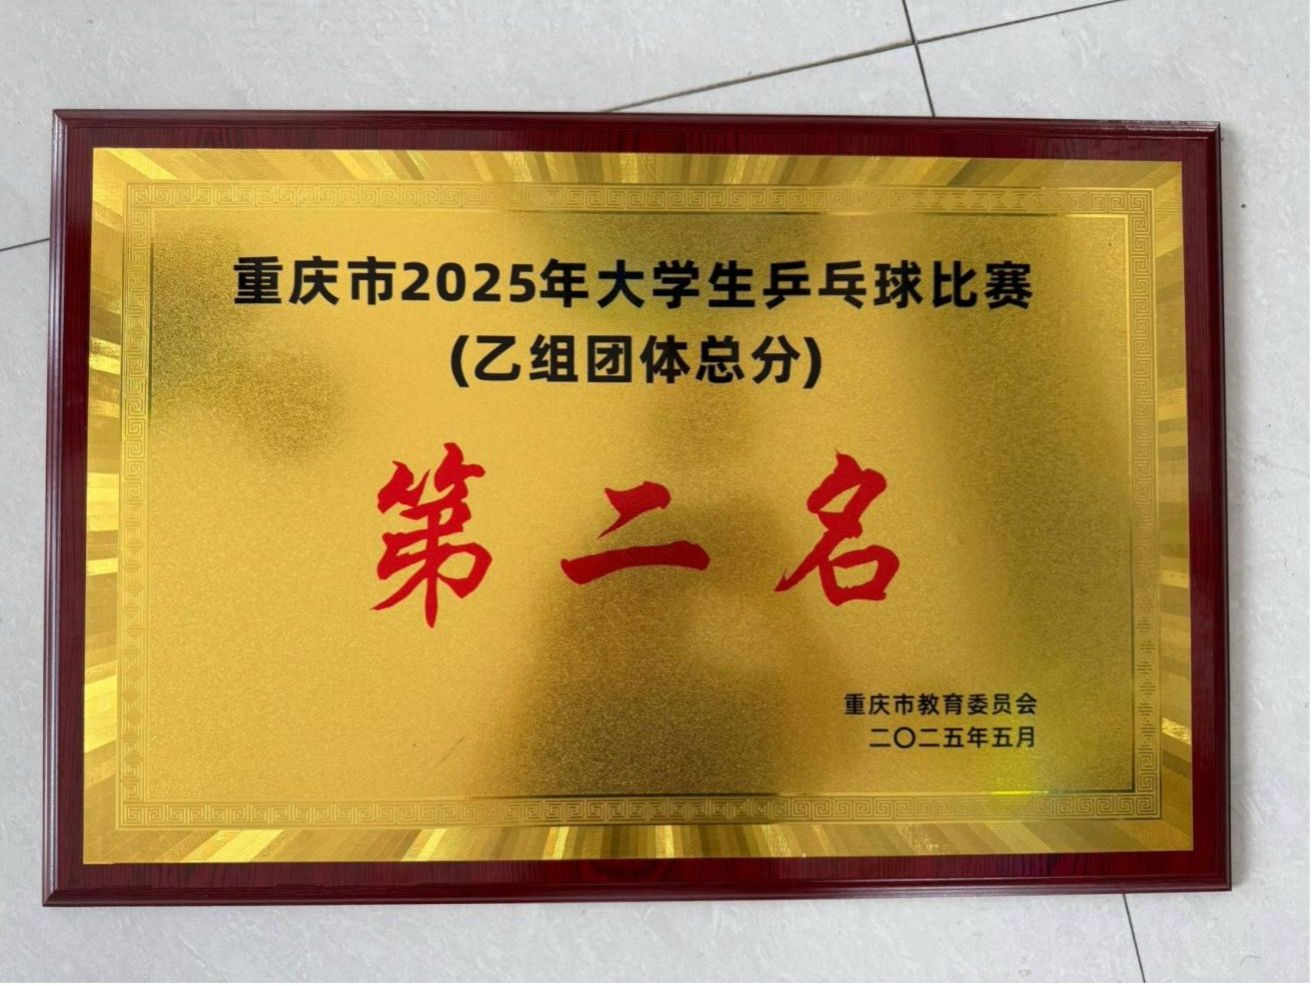 重庆市2025年大学生乒乓球比赛
(乙组团体总分)
第二名
重庆市教育委员会
二〇二五年五月